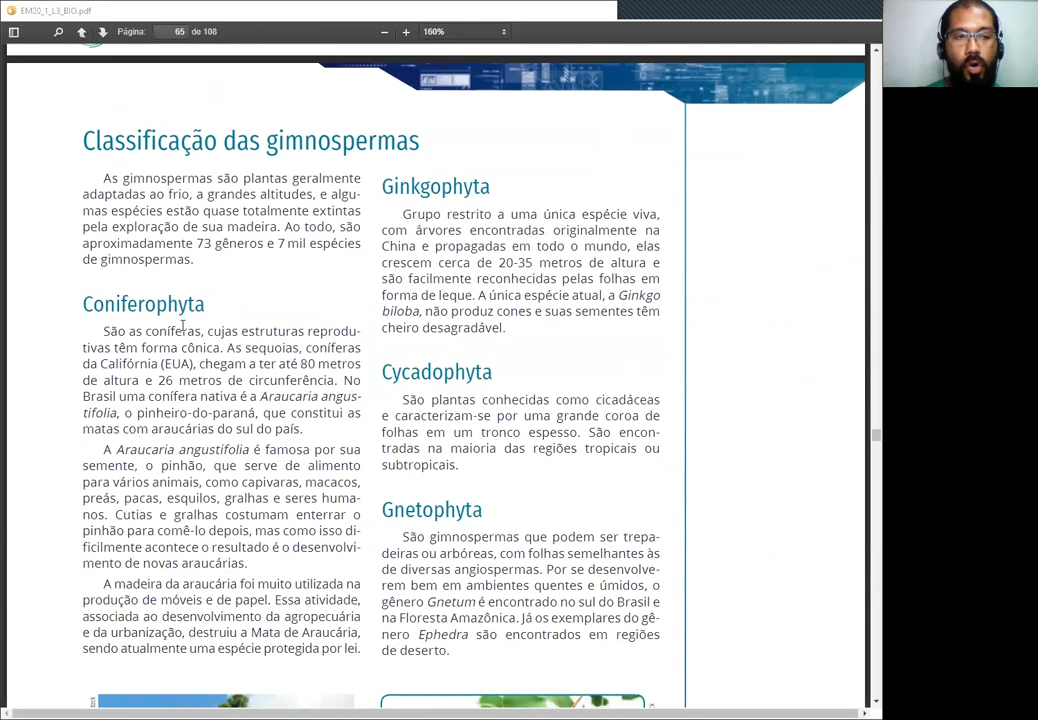 EM20_1_L3_BIO.pdf
Página: 65 de 108 160%
Classificação das gimnospermas
As gimnospermas são plantas geralmente
adaptadas ao frio, a grandes altitudes, e algu-
mas espécies estão quase totalmente extintas
pela exploração de sua madeira. Ao todo, são
aproximadamente 73 gêneros e 7 mil espécies
de gimnospermas.
Coniferophyta
São as coníferas, cujas estruturas reprodu-
tivas têm forma cônica. As sequoias, coníferas
da Califórnia (EUA), chegam a ter até 80 metros
de altura e 26 metros de circunferência. No
Brasil uma conífera nativa é a Araucaria angus-
tifolia, o pinheiro-do-paraná, que constitui as
matas com araucárias do sul do país.
A Araucaria angustifolia é famosa por sua
semente, o pinhão, que serve de alimento
para vários animais, como capivaras, macacos,
preás, pacas, esquilos, gralhas e seres huma-
nos. Cutias e gralhas costumam enterrar o
pinhão para comê-lo depois, mas como isso di-
ficilmente acontece o resultado é o desenvolvi-
mento de novas araucárias.
A madeira da araucária foi muito utilizada na
produção de móveis e de papel. Essa atividade,
associada ao desenvolvimento da agropecuária
e da urbanização, destruiu a Mata de Araucária,
sendo atualmente uma espécie protegida por lei.
Ginkgophyta
Grupo restrito a uma única espécie viva,
com árvores encontradas originalmente na
China e propagadas em todo o mundo, elas
crescem cerca de 20-35 metros de altura e
são facilmente reconhecidas pelas folhas em
forma de leque. A única espécie atual, a Ginkgo
biloba, não produz cones e suas sementes têm
cheiro desagradável.
Cycadophyta
São plantas conhecidas como cicadáceas
e caracterizam-se por uma grande coroa de
folhas em um tronco espesso. São encon-
tradas na maioria das regiões tropicais ou
subtropicais.
Gnetophyta
São gimnospermas que podem ser trepa-
deiras ou arbóreas, com folhas semelhantes às
de diversas angiospermas. Por se desenvolve-
rem bem em ambientes quentes e úmidos, o
gênero Gnetum é encontrado no sul do Brasil e
na Floresta Amazônica. Já os exemplares do gê-
nero Ephedra são encontrados em regiões
de deserto.